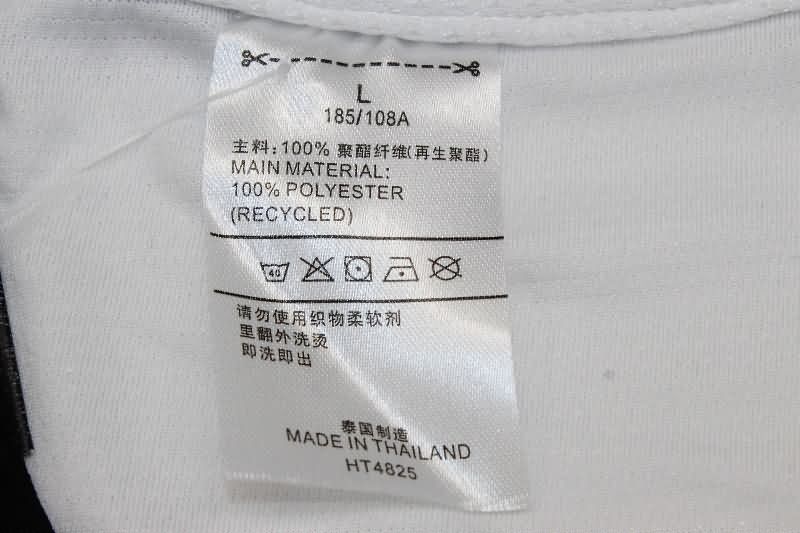 L
185/108A
主料:100% 聚酯纤维(再生聚酯)
MAIN MATERIAL:
100% POLYESTER
(RECYCLED)
40
请勿使用织物柔软剂
里翻外洗烫
即洗即出
泰国制造
MADE IN THAILAND
HT4825